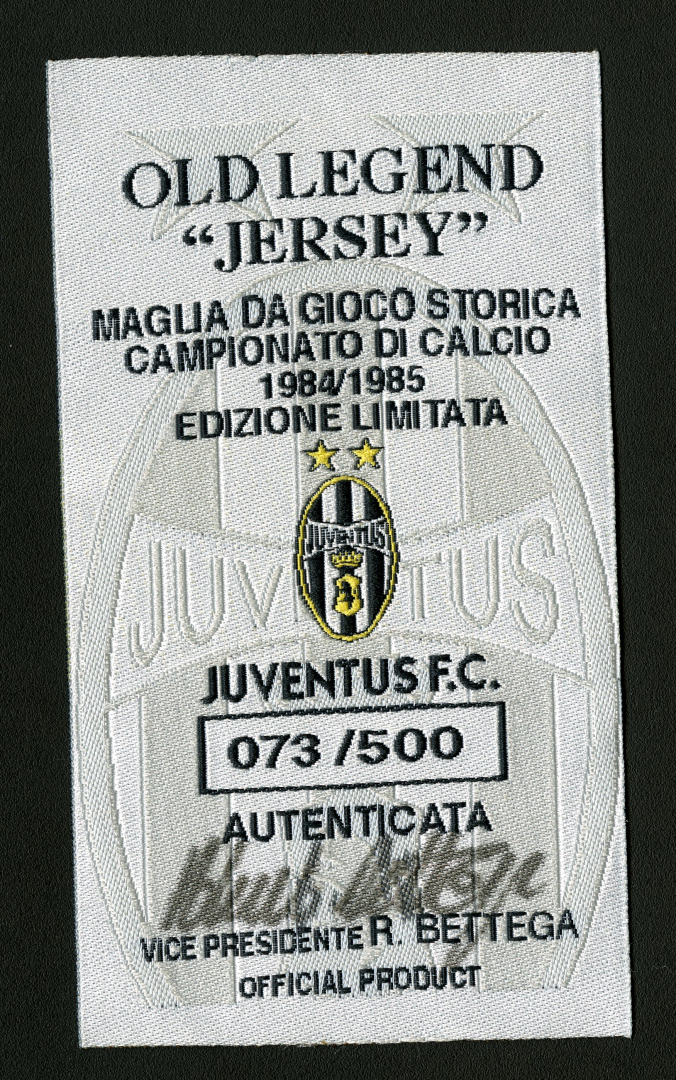 OLD LEGEND
“JERSEY”
MAGLIA DA GIOCO STORICA
CAMPIONATO DI CALCIO
1984/1985
EDIZIONE LIMITATA
JUVENTUS
JUVENTUS
JUVENTUS F.C.
073 /500
AUTENTICATA
VICE PRESIDENTE R. BETTEGA
OFFICIAL PRODUCT